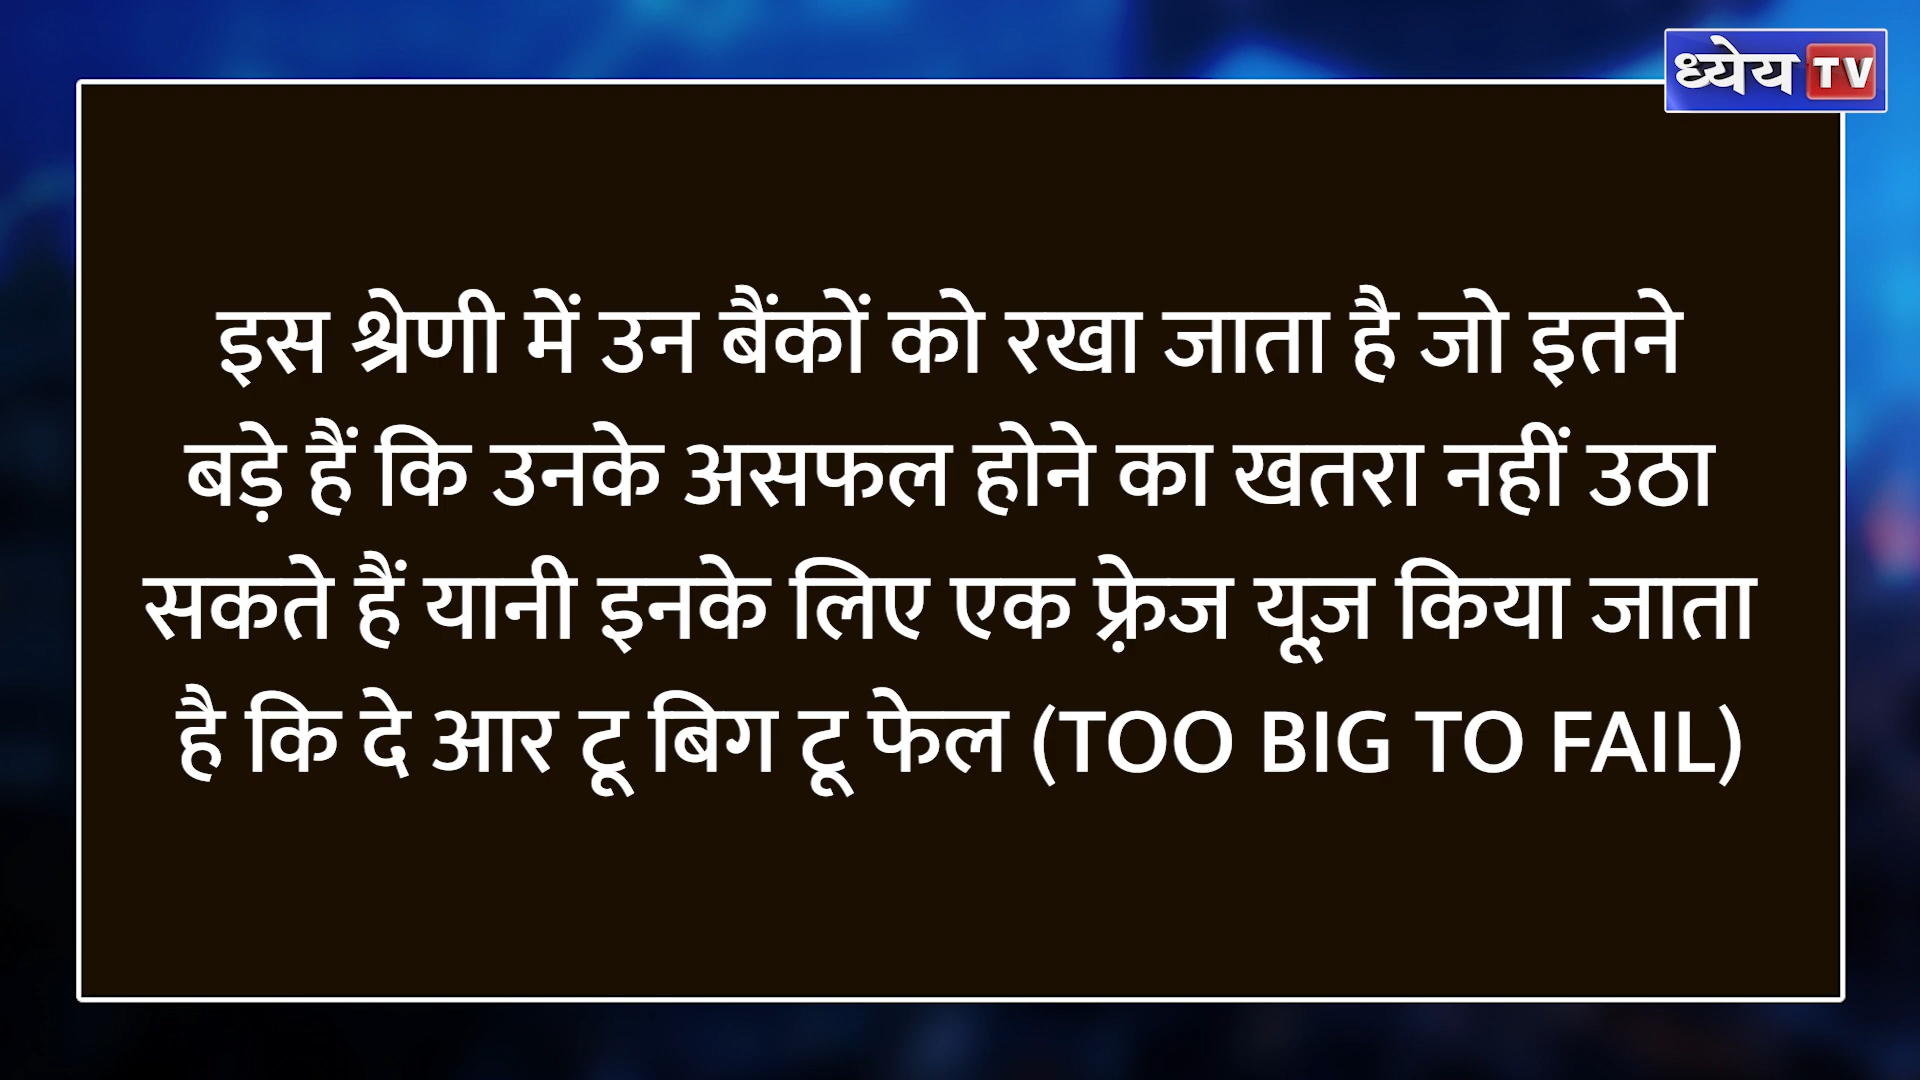 ध्येय TV
इस श्रेणी में उन बैंकों को रखा जाता है जो इतने
बड़े हैं कि उनके असफल होने का खतरा नहीं उठा
सकते हैं यानी इनके लिए एक फ़्रेज यूज़ किया जाता
है कि दे आर टू बिग टू फेल (TOO BIG TO FAIL)